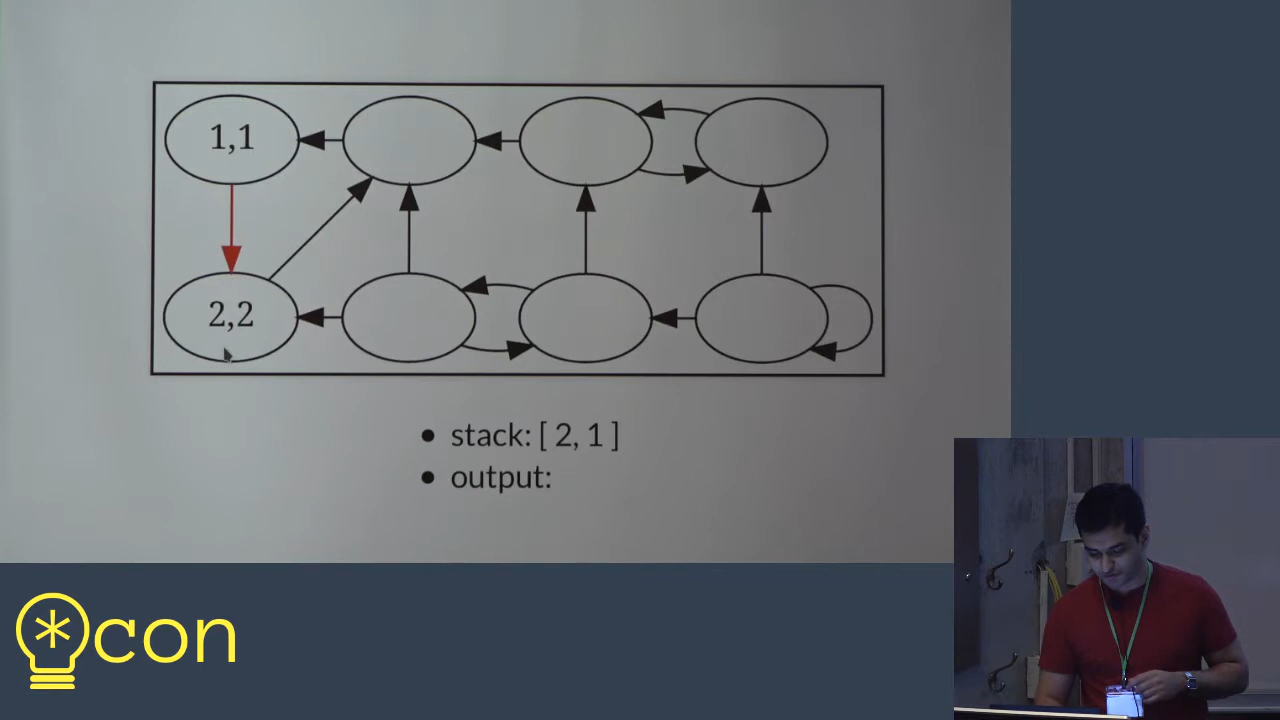 1,1
2,2
• stack: [ 2, 1 ]
• output:
*con